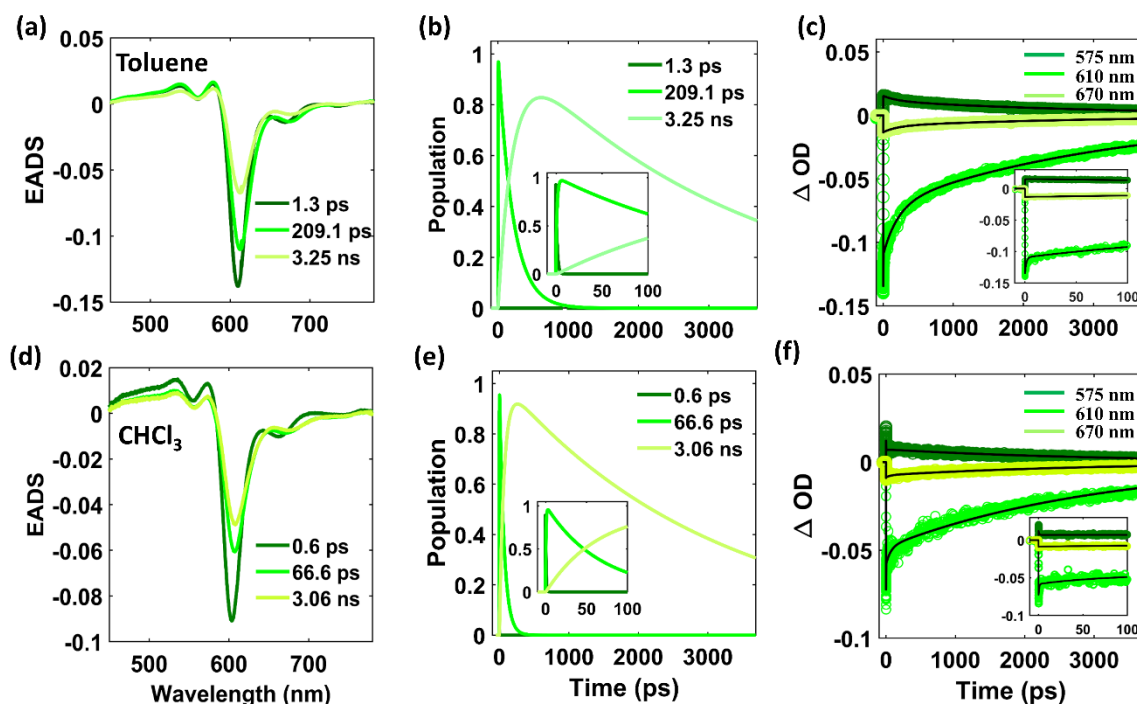 (a)
0.05
0
-0.05
-0.1
-0.15
EADS
Toluene
1.3 ps
209.1 ps
3.25 ns
500 600 700
(b)
1
0.8
0.6
0.4
0.2
0
Population
1.3 ps
209.1 ps
3.25 ns
1
0.5
0
0 50 100
0 1000 2000 3000
(c)
0.05
0
-0.05
-0.1
-0.15
Δ OD
575 nm
610 nm
670 nm
0
-0.05
-0.10
-0.15
0 50 100
0 1000 2000 3000
(d)
0.02
0
-0.02
-0.04
-0.06
-0.08
-0.1
EADS
CHCl3
0.6 ps
66.6 ps
3.06 ns
500 600 700
Wavelength (nm)
(e)
1
0.8
0.6
0.4
0.2
0
Population
0.6 ps
66.6 ps
3.06 ns
1
0.5
0
0 50 100
0 1000 2000 3000
Time (ps)
(f)
0.05
0
-0.05
-0.1
Δ OD
575 nm
610 nm
670 nm
0
-0.05
-0.1
0 50 100
0 1000 2000 3000
Time (ps)